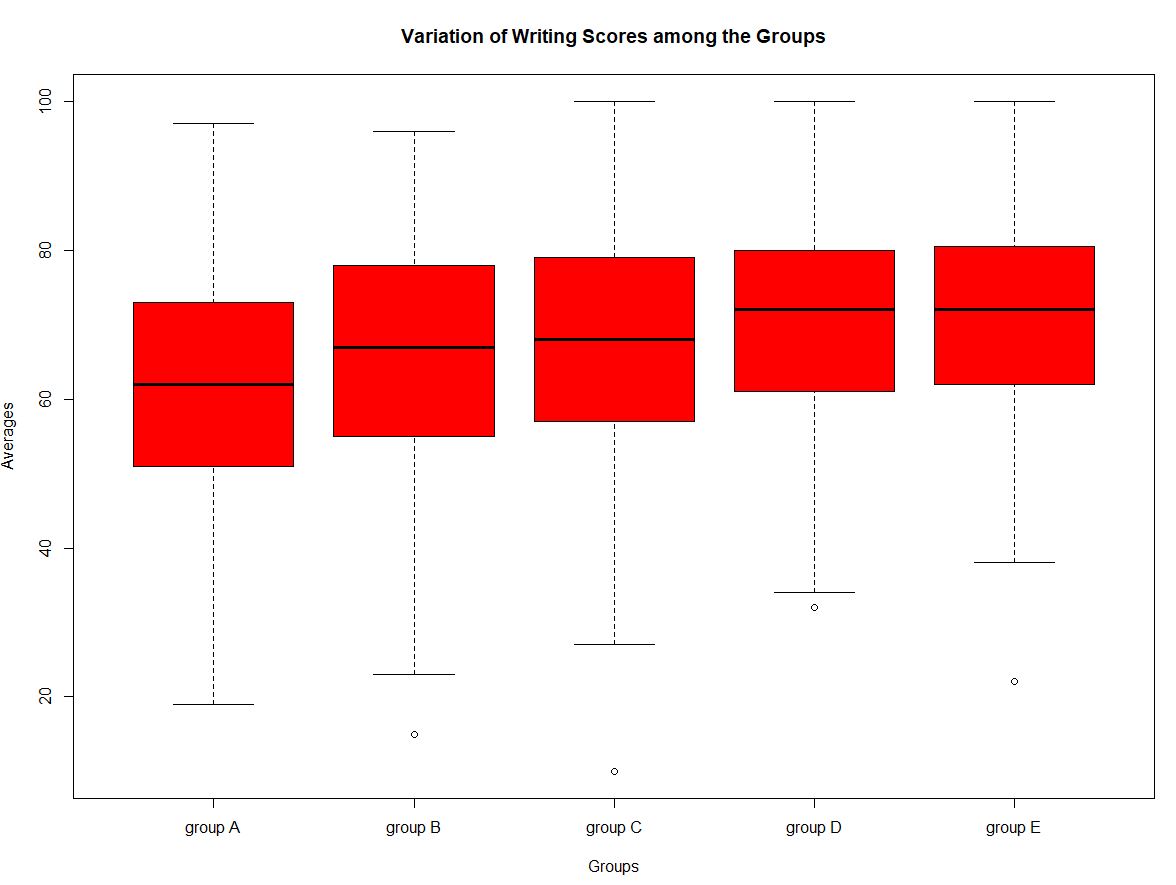 Variation of Writing Scores among the Groups
100
80
60
40
20
Averages
group A
group B
group C
group D
group E
Groups